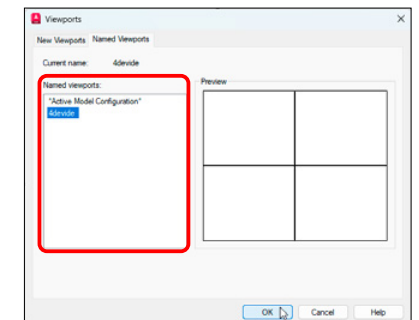 Viewports
New Viewports Named Viewports
Current name: 4devide
Named viewports:
Preview
*Active Model Configuration*
4devide
OK Cancel Help